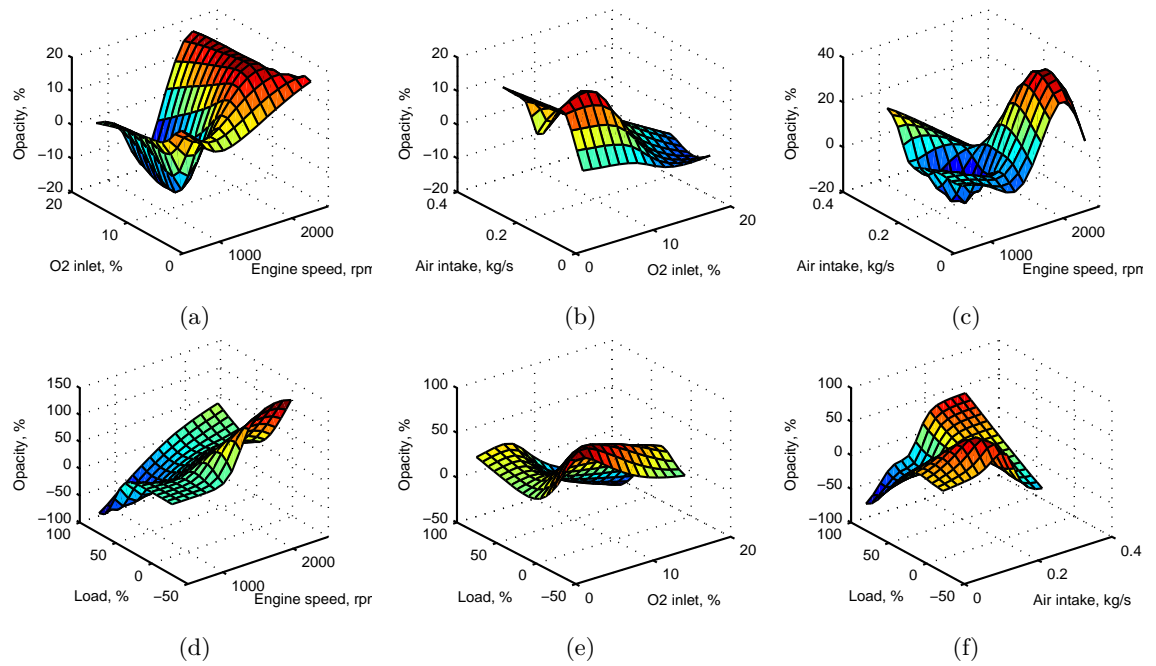 20
10
0
−10
−20
Opacity, %
20
10
0
O2 inlet, %
1000
2000
Engine speed, rpm
(a)
20
10
0
−10
−20
Opacity, %
0.4
0.2
0
Air intake, kg/s
0
10
20
O2 inlet, %
(b)
40
20
0
−20
Opacity, %
0.4
0.2
0
Air intake, kg/s
1000
2000
Engine speed, rpm
(c)
150
100
50
0
−50
−100
Opacity, %
100
50
0
−50
Load, %
1000
2000
Engine speed, rpr
(d)
100
50
0
−50
Opacity, %
100
50
0
−50
Load, %
0
10
20
O2 inlet, %
(e)
100
50
0
−50
−100
Opacity, %
100
50
0
−50
Load, %
0
0.2
0.4
Air intake, kg/s
(f)